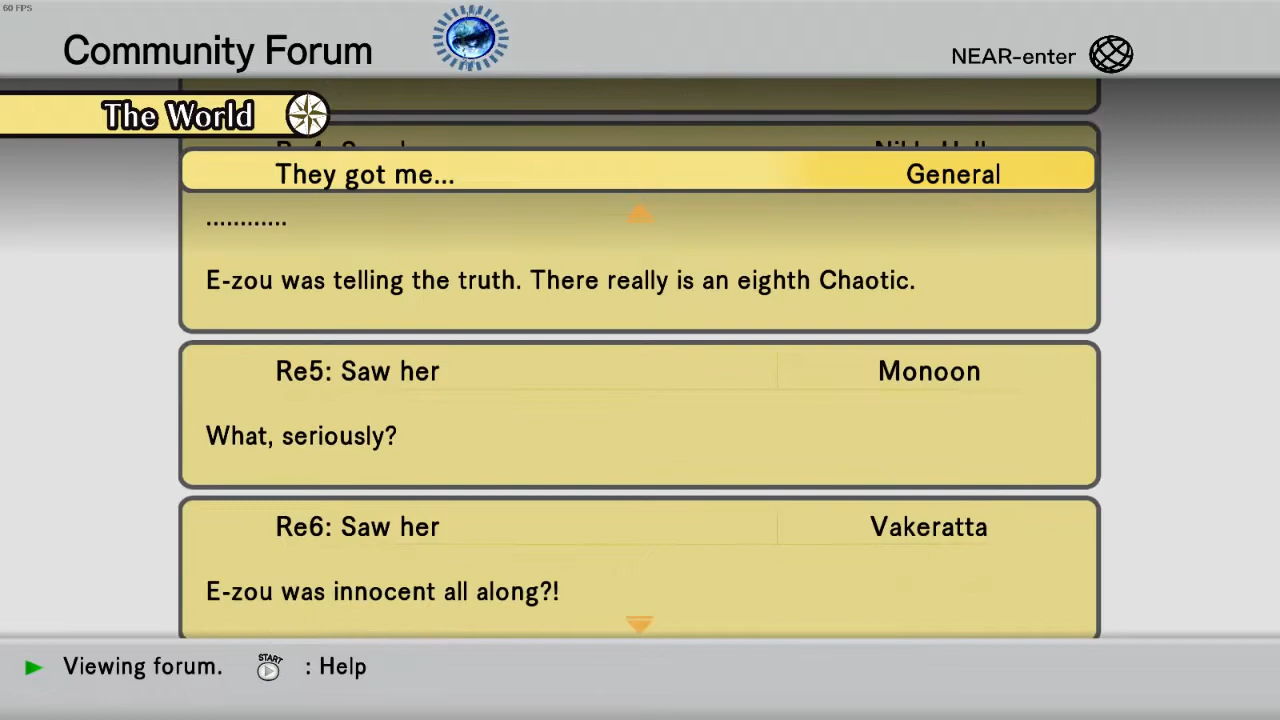 60 FPS
Community Forum
NEAR-enter
The World
They got me...
General
............
E-zou was telling the truth. There really is an eighth Chaotic.
Re5: Saw her
Monoon
What, seriously?
Re6: Saw her
Vakeratta
E-zou was innocent all along?!
Viewing forum.
START
: Help